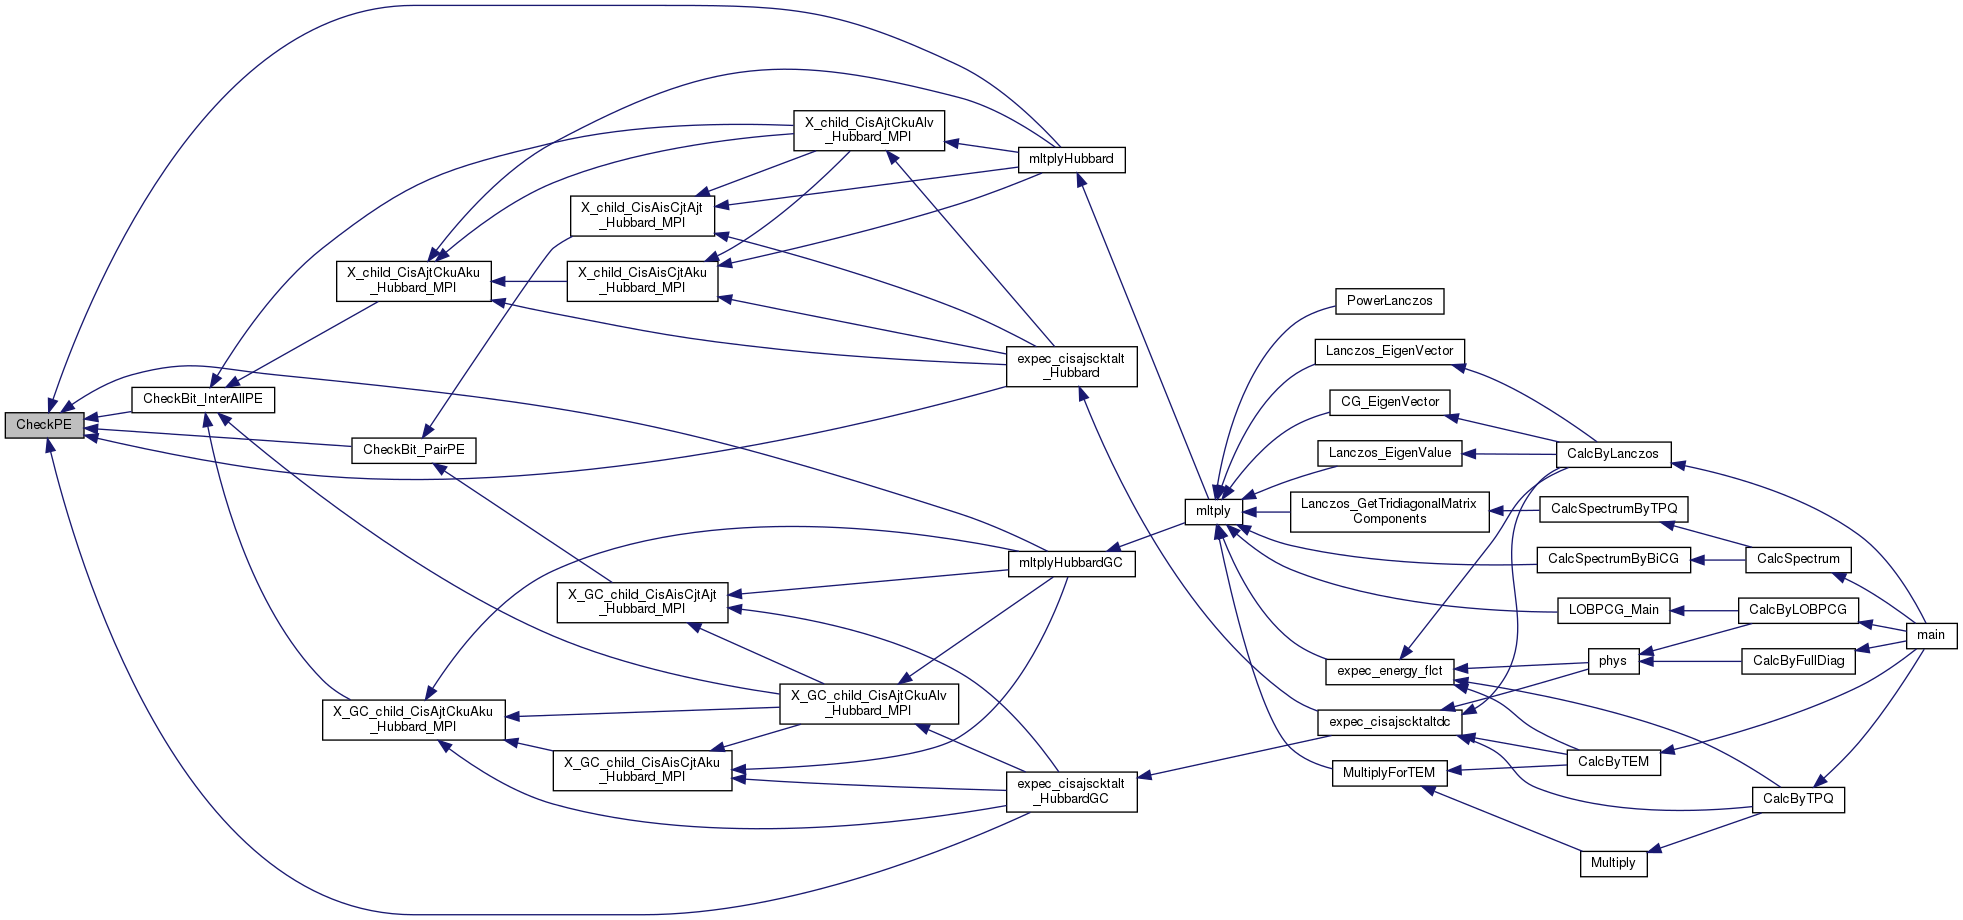 CheckPE
CheckBit_InterAllPE
CheckBit_PairPE
X_child_CisAjtCkuAku
_Hubbard_MPI
X_GC_child_CisAjtCkuAku
_Hubbard_MPI
X_child_CisAisCjtAjt
_Hubbard_MPI
X_child_CisAisCjtAku
_Hubbard_MPI
X_GC_child_CisAisCjtAjt
_Hubbard_MPI
X_GC_child_CisAisCjtAku
_Hubbard_MPI
X_child_CisAjtCkuAlv
_Hubbard_MPI
X_GC_child_CisAjtCkuAlv
_Hubbard_MPI
mltplyHubbard
expec_cisajscktalt
_Hubbard
mltplyHubbardGC
expec_cisajscktalt
_HubbardGC
mltply
PowerLanczos
Lanczos_EigenVector
CG_EigenVector
Lanczos_EigenValue
Lanczos_GetTridiagonalMatrix
Components
expec_energy_flct
expec_cisajscktaltdc
MultiplyForTEM
CalcByLanczos
CalcSpectrumByTPQ
CalcSpectrumByBiCG
LOBPCG_Main
phys
CalcByTEM
Multiply
CalcSpectrum
CalcByLOBPCG
CalcByFullDiag
CalcByTPQ
main